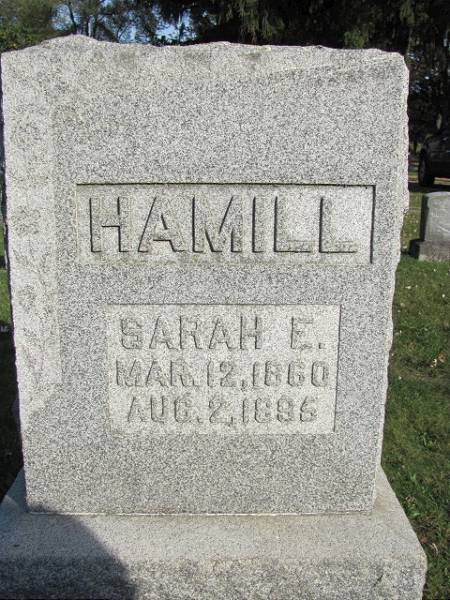 HAMILL
SARAH E.
MAR. 12, 1860
AUG. 2, 1895